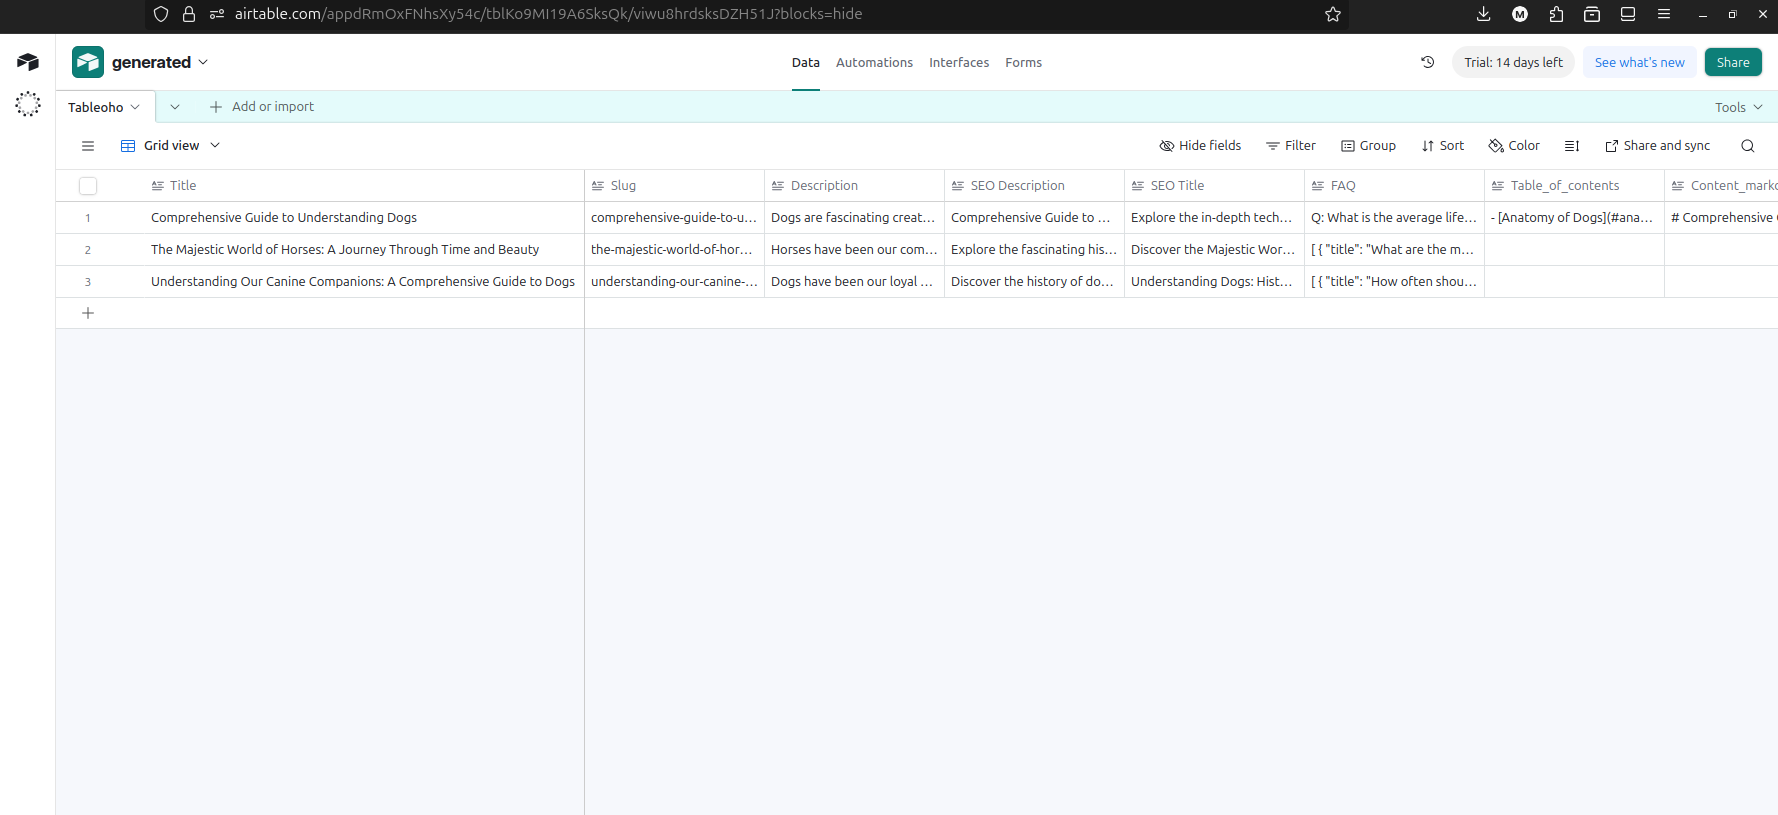 airtable.com/appdRmOxFNhsXy54c/tblKo9MI19A6SksQk/viwu8hrdsksDZH51J?blocks=hide
M
generated
Data Automations Interfaces Forms
Trial: 14 days left See what's new Share
Tableoho
Add or import
Tools
Grid view
Hide fields Filter Group Sort Color Share and sync
Title Slug Description SEO Description SEO Title FAQ Table_of_contents Content_markd
1 Comprehensive Guide to Understanding Dogs comprehensive-guide-to-u... Dogs are fascinating creat... Comprehensive Guide to ... Explore the in-depth tech... Q: What is the average life... - [Anatomy of Dogs](#ana... # Comprehensive
2 The Majestic World of Horses: A Journey Through Time and Beauty the-majestic-world-of-hor... Horses have been our com... Explore the fascinating his... Discover the Majestic Wor... [ { "title": "What are the m...
3 Understanding Our Canine Companions: A Comprehensive Guide to Dogs understanding-our-canine-... Dogs have been our loyal ... Discover the history of do... Understanding Dogs: Hist... [ { "title": "How often shou...